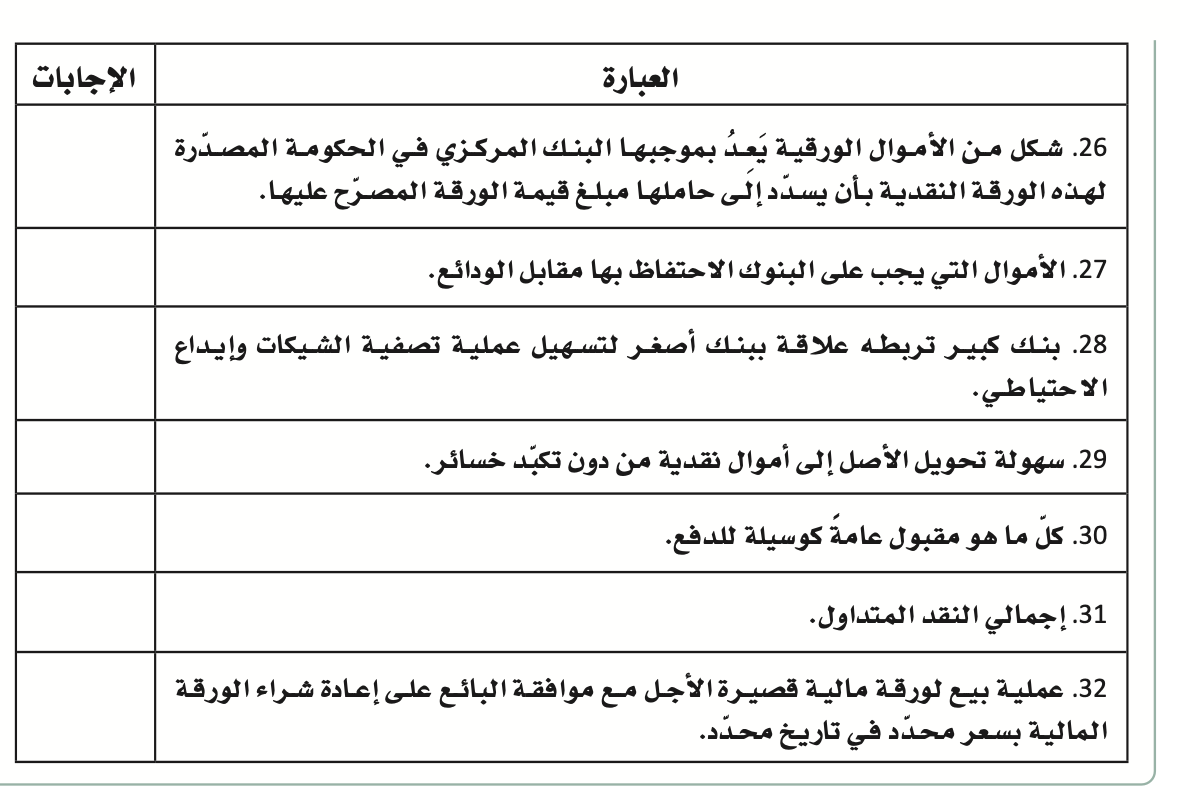 العبارة
الإجابات
26. شكل من الأموال الورقية يَعدُ بموجبها البنك المركزي في الحكومة المصدّرة
لهذه الورقة النقدية بأن يسدّد إلَى حاملها مبلغ قيمة الورقة المصرّح عليها.
27. الأموال التي يجب على البنوك الاحتفاظ بها مقابل الودائع.
28. بنك كبير تربطه علاقة ببنك أصغر لتسهيل عملية تصفية الشيكات وإيداع
الاحتياطي.
29. سهولة تحويل الأصل إلى أموال نقدية من دون تكبّد خسائر.
30. كلّ ما هو مقبول عامةً كوسيلة للدفع.
31. إجمالي النقد المتداول.
32. عملية بيع لورقة مالية قصيرة الأجل مع موافقة البائع على إعادة شراء الورقة
المالية بسعر محدّد في تاريخ محدّد.